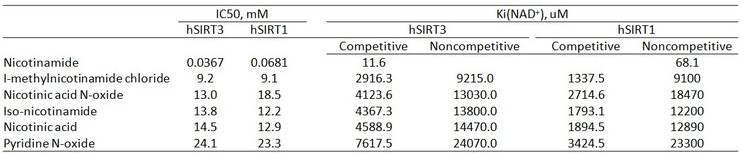 IC50, mM Ki(NAD+), uM
hSIRT3 hSIRT1 hSIRT3 hSIRT1
Competitive Noncompetitive Competitive Noncompetitive
Nicotinamide 0.0367 0.0681 11.6 68.1
I-methylnicotinamide chloride 9.2 9.1 2916.3 9215.0 1337.5 9100
Nicotinic acid N-oxide 13.0 18.5 4123.6 13030.0 2714.6 18470
Iso-nicotinamide 13.8 12.2 4367.3 13800.0 1793.1 12200
Nicotinic acid 14.5 12.9 4588.9 14470.0 1894.5 12890
Pyridine N-oxide 24.1 23.3 7617.5 24070.0 3424.5 23300